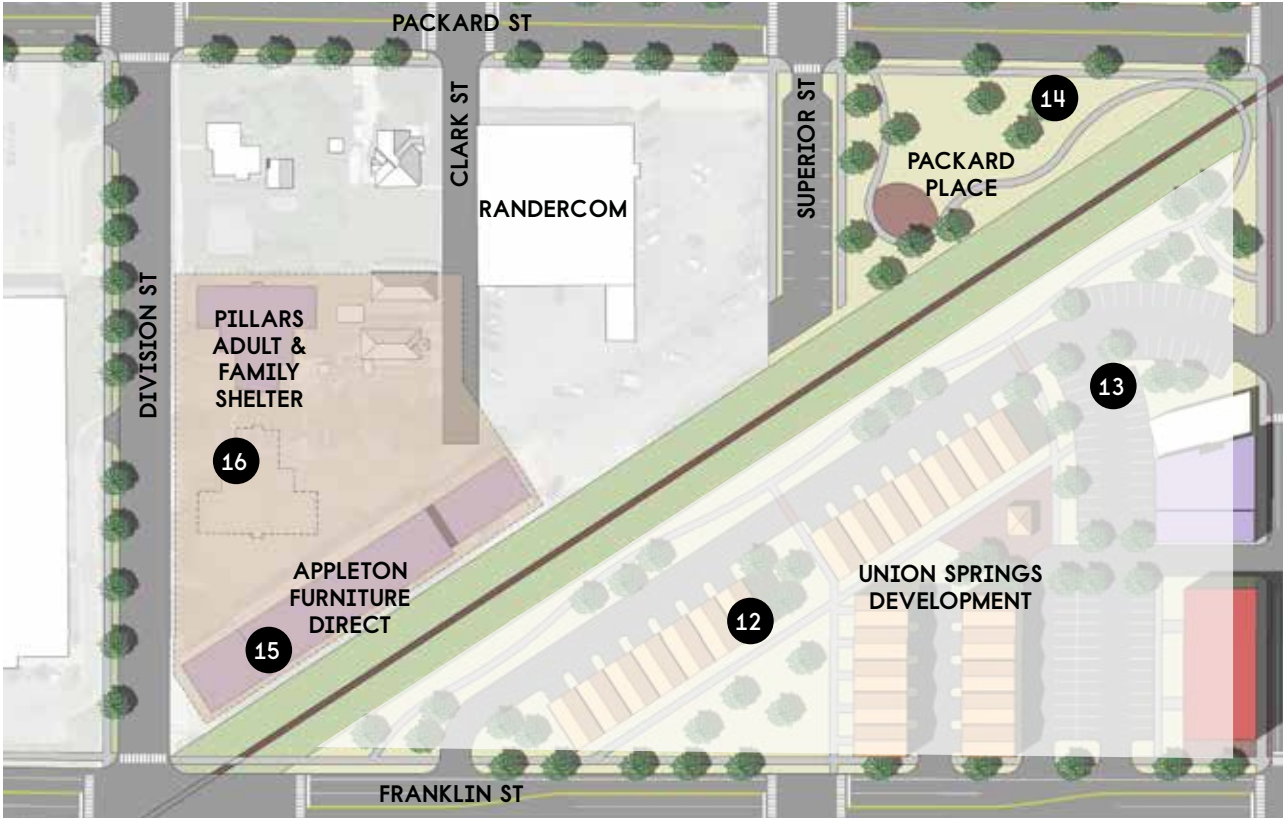 PACKARD ST
CLARK ST
SUPERIOR ST
14
PACKARD
PLACE
RANDERCOM
DIVISION ST
PILLARS
ADULT &
FAMILY
SHELTER
16
13
APPLETON
FURNITURE
DIRECT
15
12
UNION SPRINGS
DEVELOPMENT
FRANKLIN ST